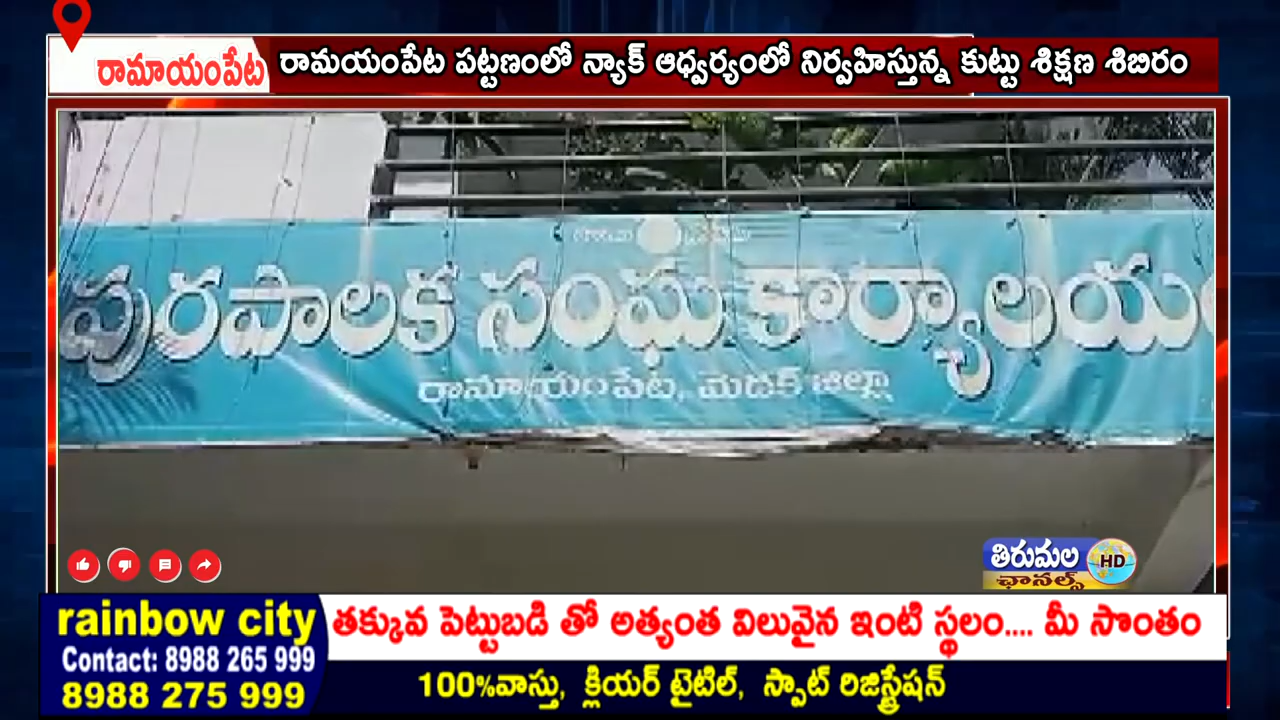 రామాయంపేట
రామయంపేట పట్టణంలో న్యాక్ ఆధ్వర్యంలో నిర్వహిస్తున్న కుట్టు శిక్షణ శిబిరం
పురపాలక సంఘ కార్యాలయ
రామాయంపేట, మెదక్ జిల్లా
తిరుమల
ఛానల్స్
HD
rainbow city
Contact: 8988 265 999
8988 275 999
తక్కువ పెట్టుబడి తో అత్యంత విలువైన ఇంటి స్థలం.... మీ సొంతం
100%వాస్తు, క్లియర్ టైటిల్, స్పాట్ రిజిస్ట్రేషన్